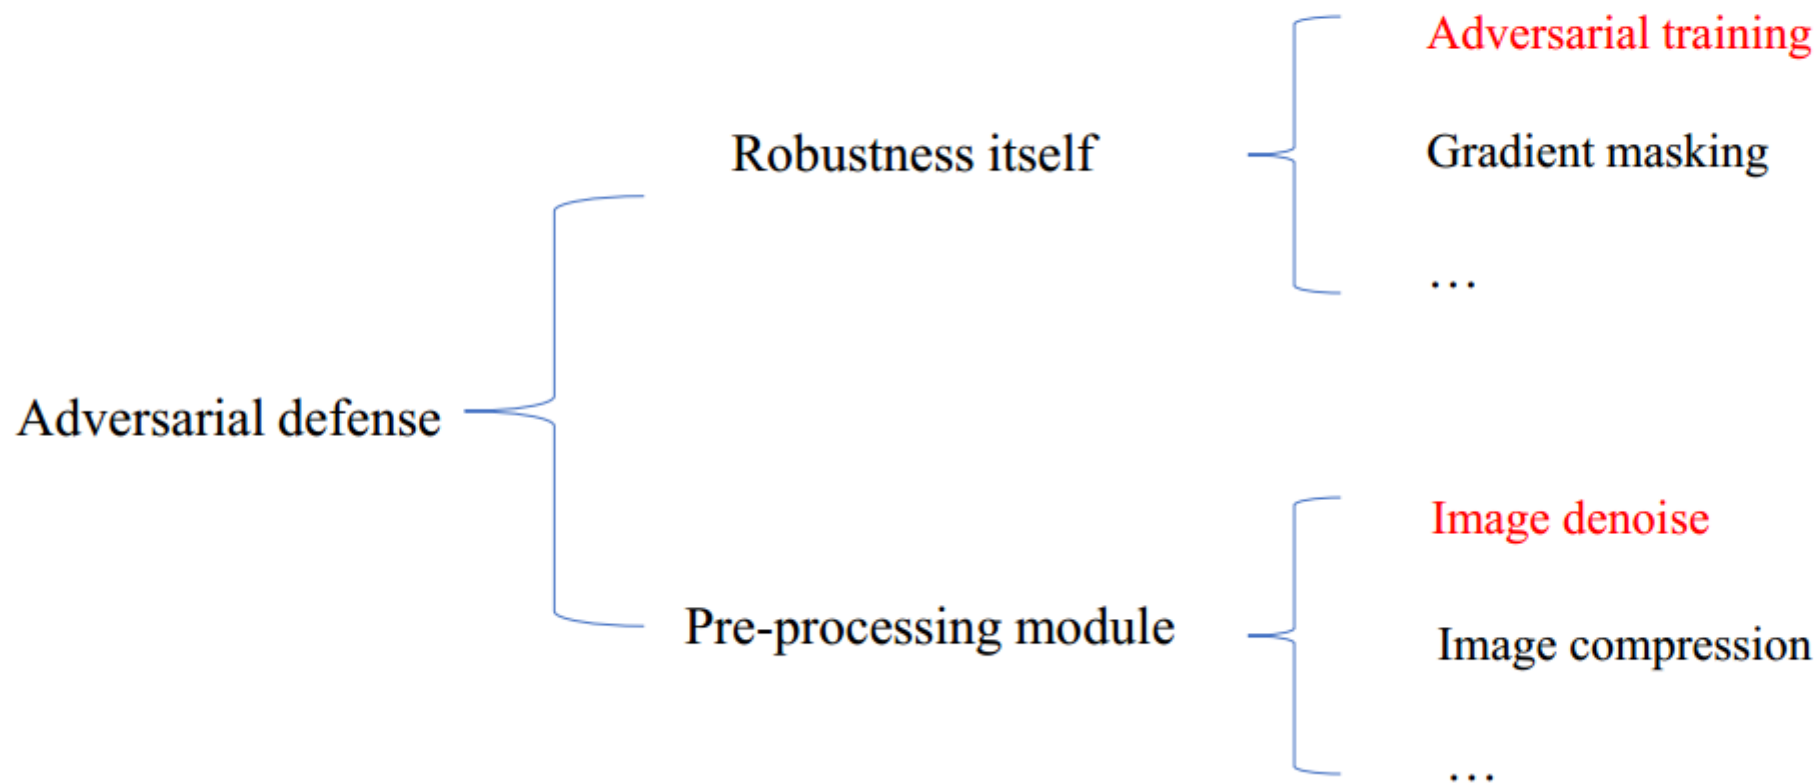 Adversarial training
Robustness itself
Gradient masking
…
Adversarial defense
Image denoise
Pre-processing module
Image compression
…